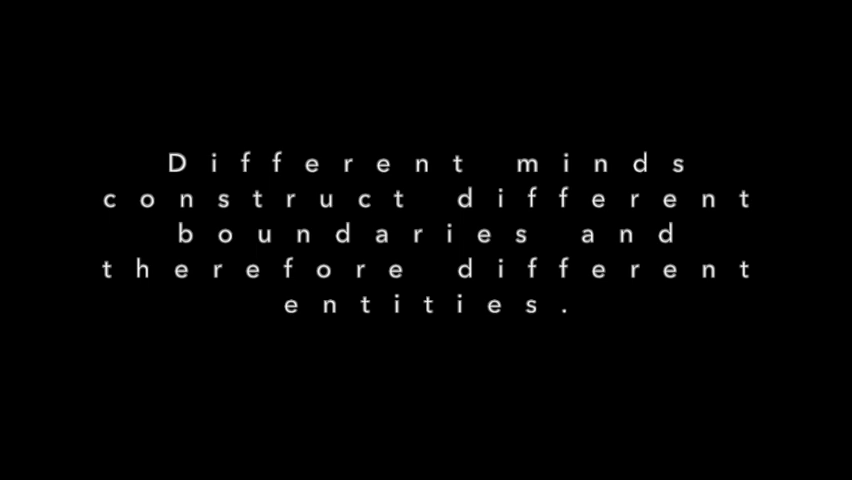 Different minds
construct different
boundaries and
therefore different
entities.